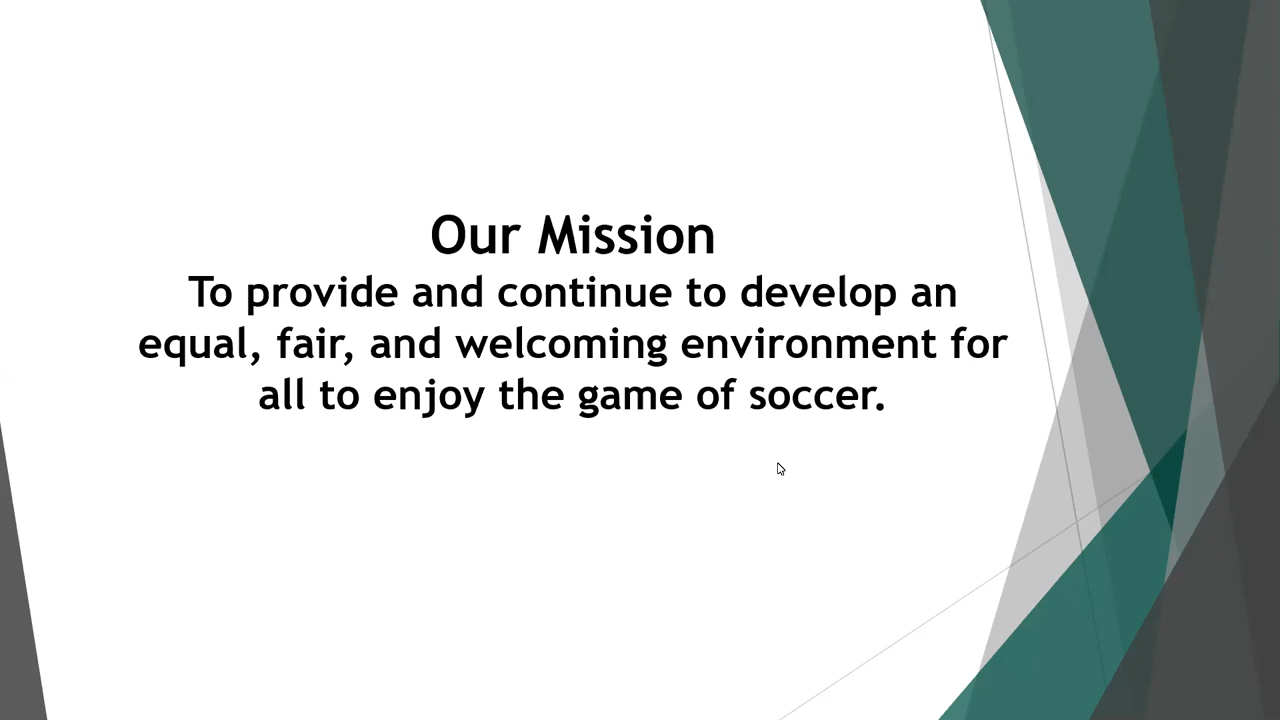 Our Mission
To provide and continue to develop an
equal, fair, and welcoming environment for
all to enjoy the game of soccer.